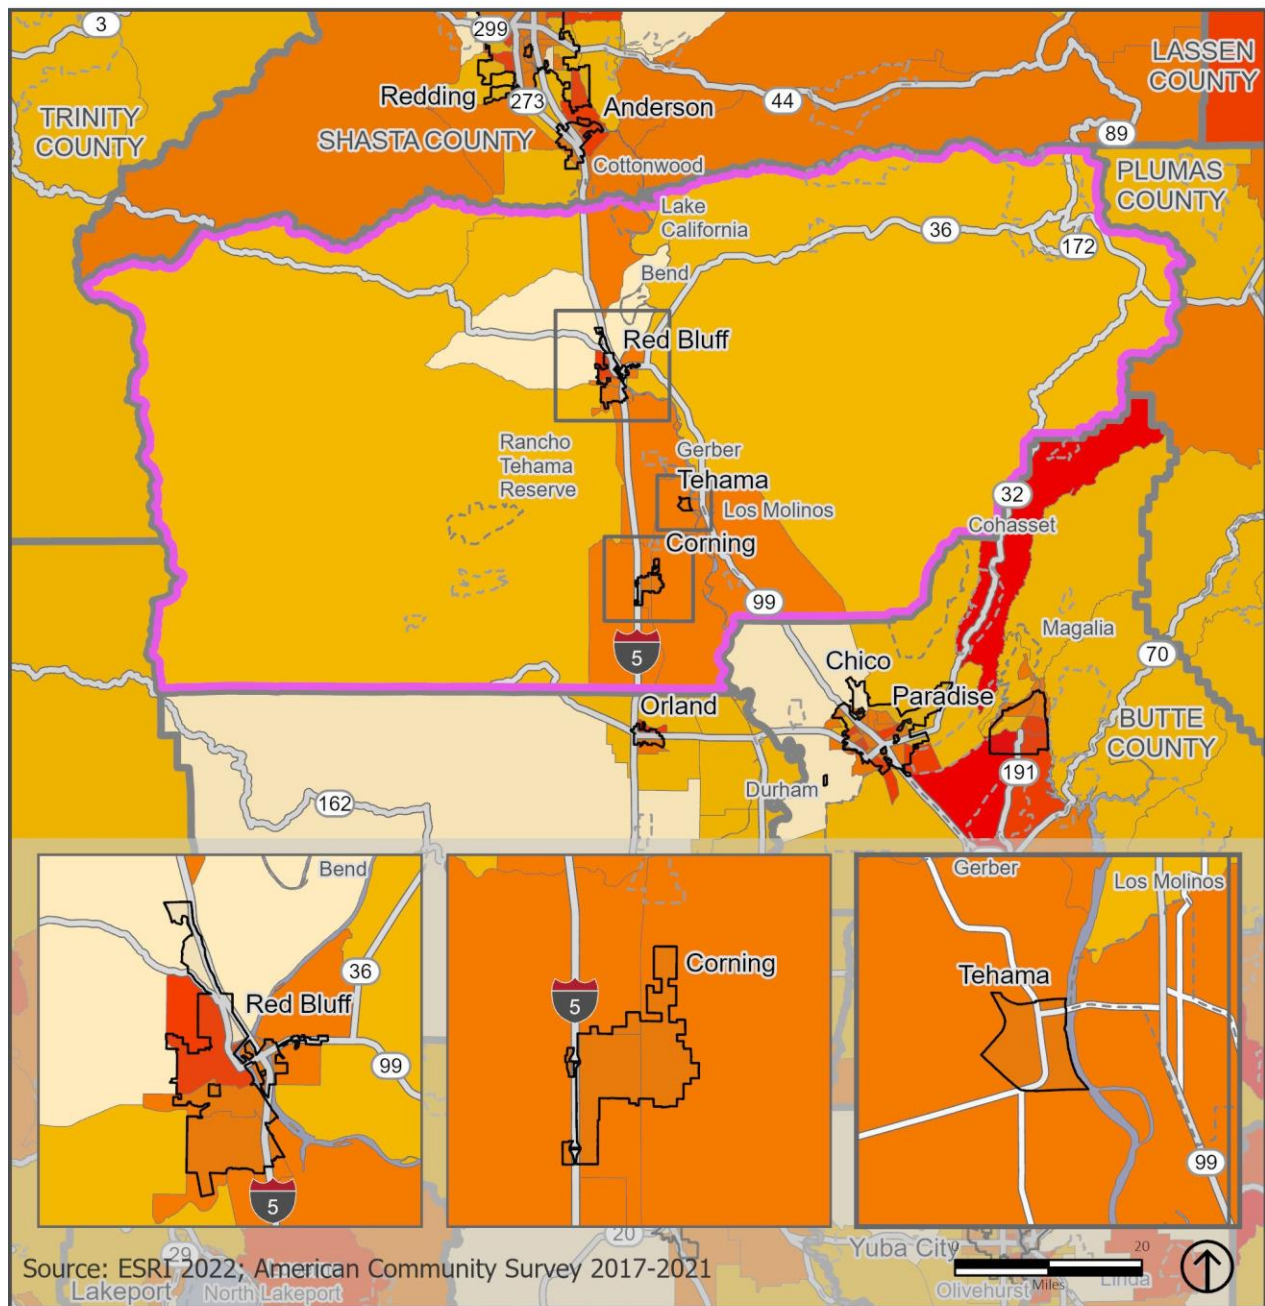 3
299
LASSEN
COUNTY
Redding
273
Anderson
44
TRINITY
COUNTY
SHASTA COUNTY
89
Cottonwood
PLUMAS
COUNTY
Lake
California
36
172
Bend
Red Bluff
Rancho
Tehama
Reserve
Gerber
Tehama
32
Los Molinos
Cohasset
Corning
99
5
Magalia
70
Chico
Paradise
Orland
BUTTE
COUNTY
191
Durham
162
Bend
36
Red Bluff
99
5
Corning
5
Gerber
Los Molinos
Tehama
99
20
29
Source: ESRI 2022; American Community Survey 2017-2021
Lakeport
North Lakeport
Yuba City
0
20
Miles
Linda
Olivehurst